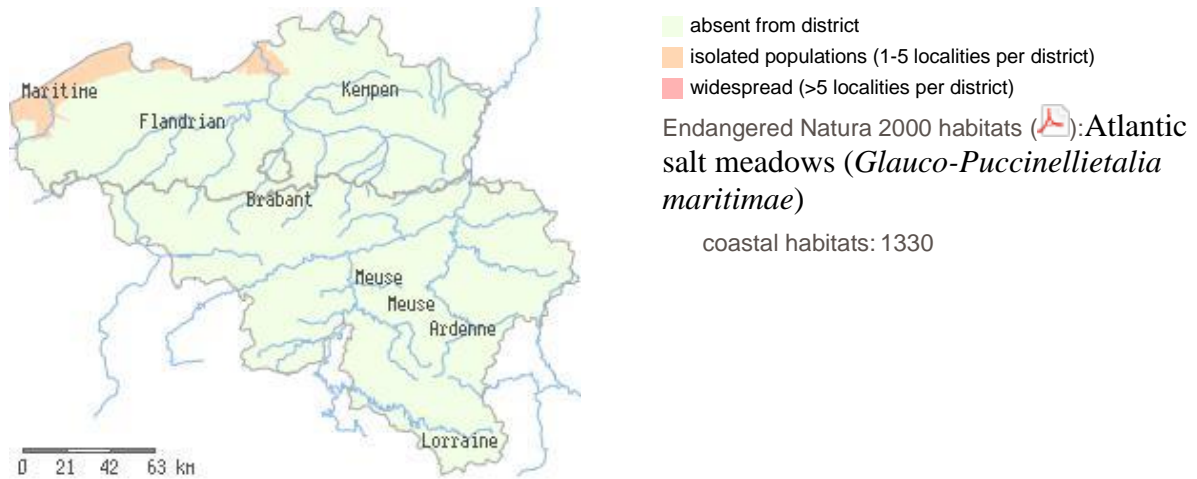 Maritime
Flandrian
Kempen
Brabant
Meuse
Meuse
Ardenne
Lorraine
0 21 42 63 km
absent from district
isolated populations (1-5 localities per district)
widespread (>5 localities per district)
Endangered Natura 2000 habitats ( ):Atlantic
salt meadows (Glauco-Puccinellietalia
maritimae)
coastal habitats: 1330